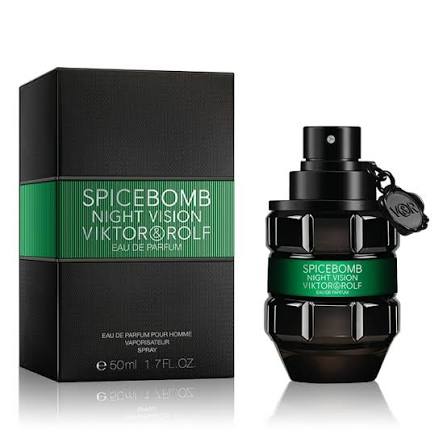 SPICEBOMB
NIGHT VISION
VIKTOR&ROLF
EAU DE PARFUM
EAU DE PARFUM POUR HOMME
VAPORISATEUR
SPRAY
e 50ml 1.7FL.OZ.
V&R
SPICEBOMB
NIGHT VISION
VIKTOR&ROLF
EAU DE PARFUM